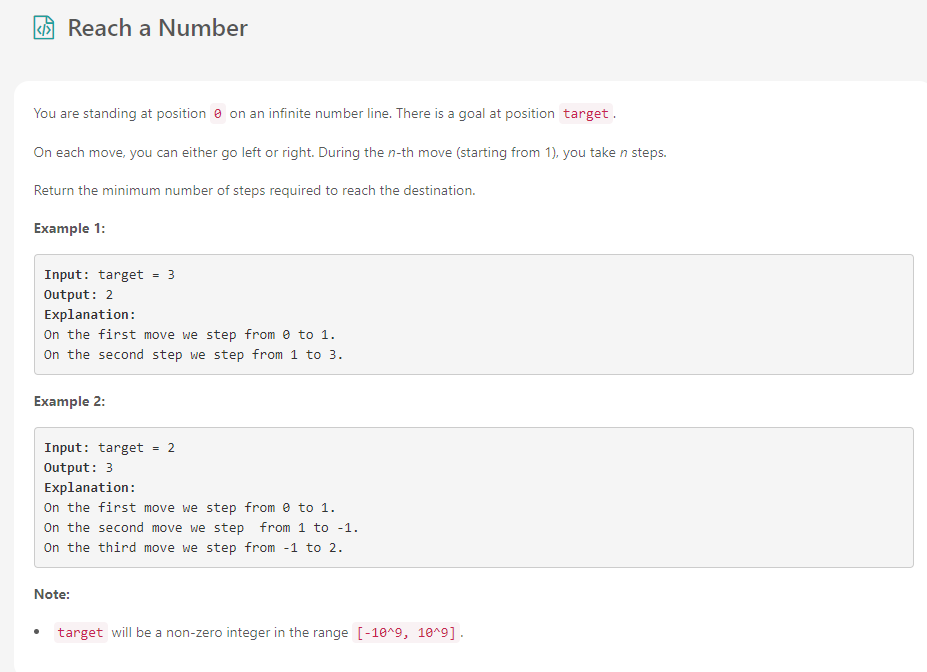 Reach a Number
You are standing at position 0 on an infinite number line. There is a goal at position target.
On each move, you can either go left or right. During the n-th move (starting from 1), you take n steps.
Return the minimum number of steps required to reach the destination.
Example 1:
Input: target = 3
Output: 2
Explanation:
On the first move we step from 0 to 1.
On the second step we step from 1 to 3.
Example 2:
Input: target = 2
Output: 3
Explanation:
On the first move we step from 0 to 1.
On the second move we step  from 1 to -1.
On the third move we step from -1 to 2.
Note:
• target will be a non-zero integer in the range [-10^9, 10^9].